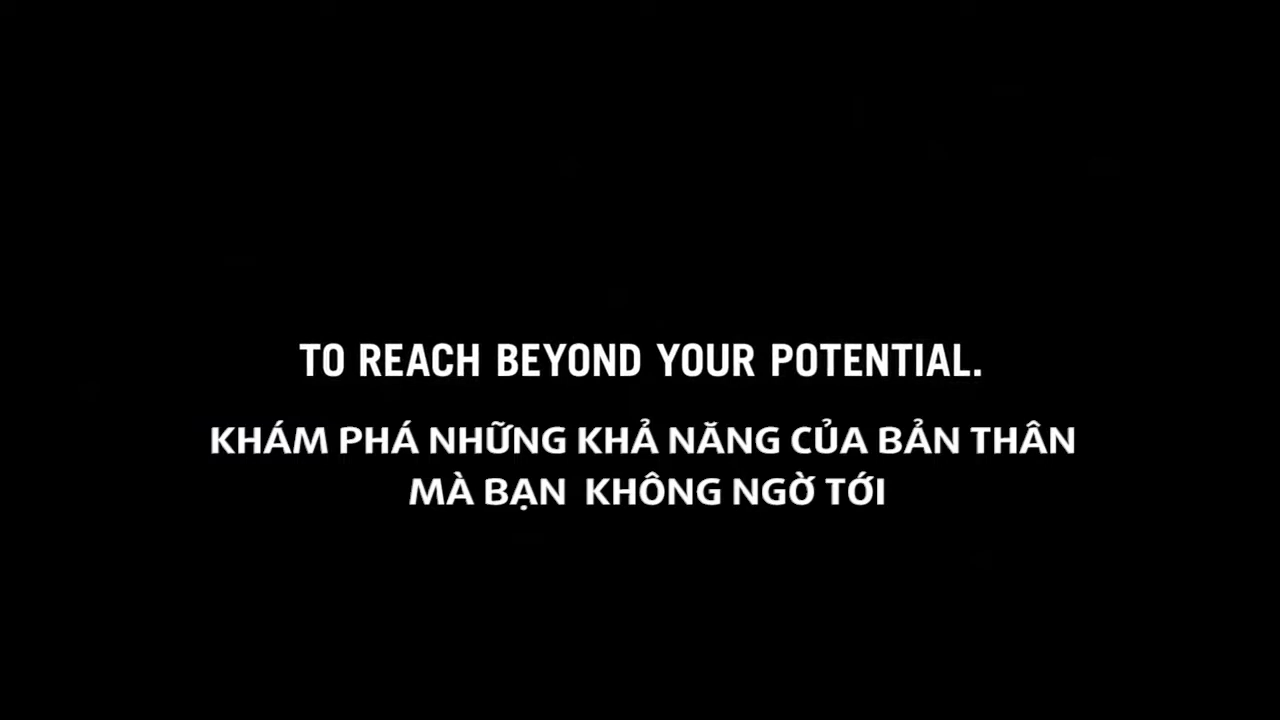 TO REACH BEYOND YOUR POTENTIAL.
KHÁM PHÁ NHỮNG KHẢ NĂNG CỦA BẢN THÂN
MÀ BẠN KHÔNG NGỜ TỚI